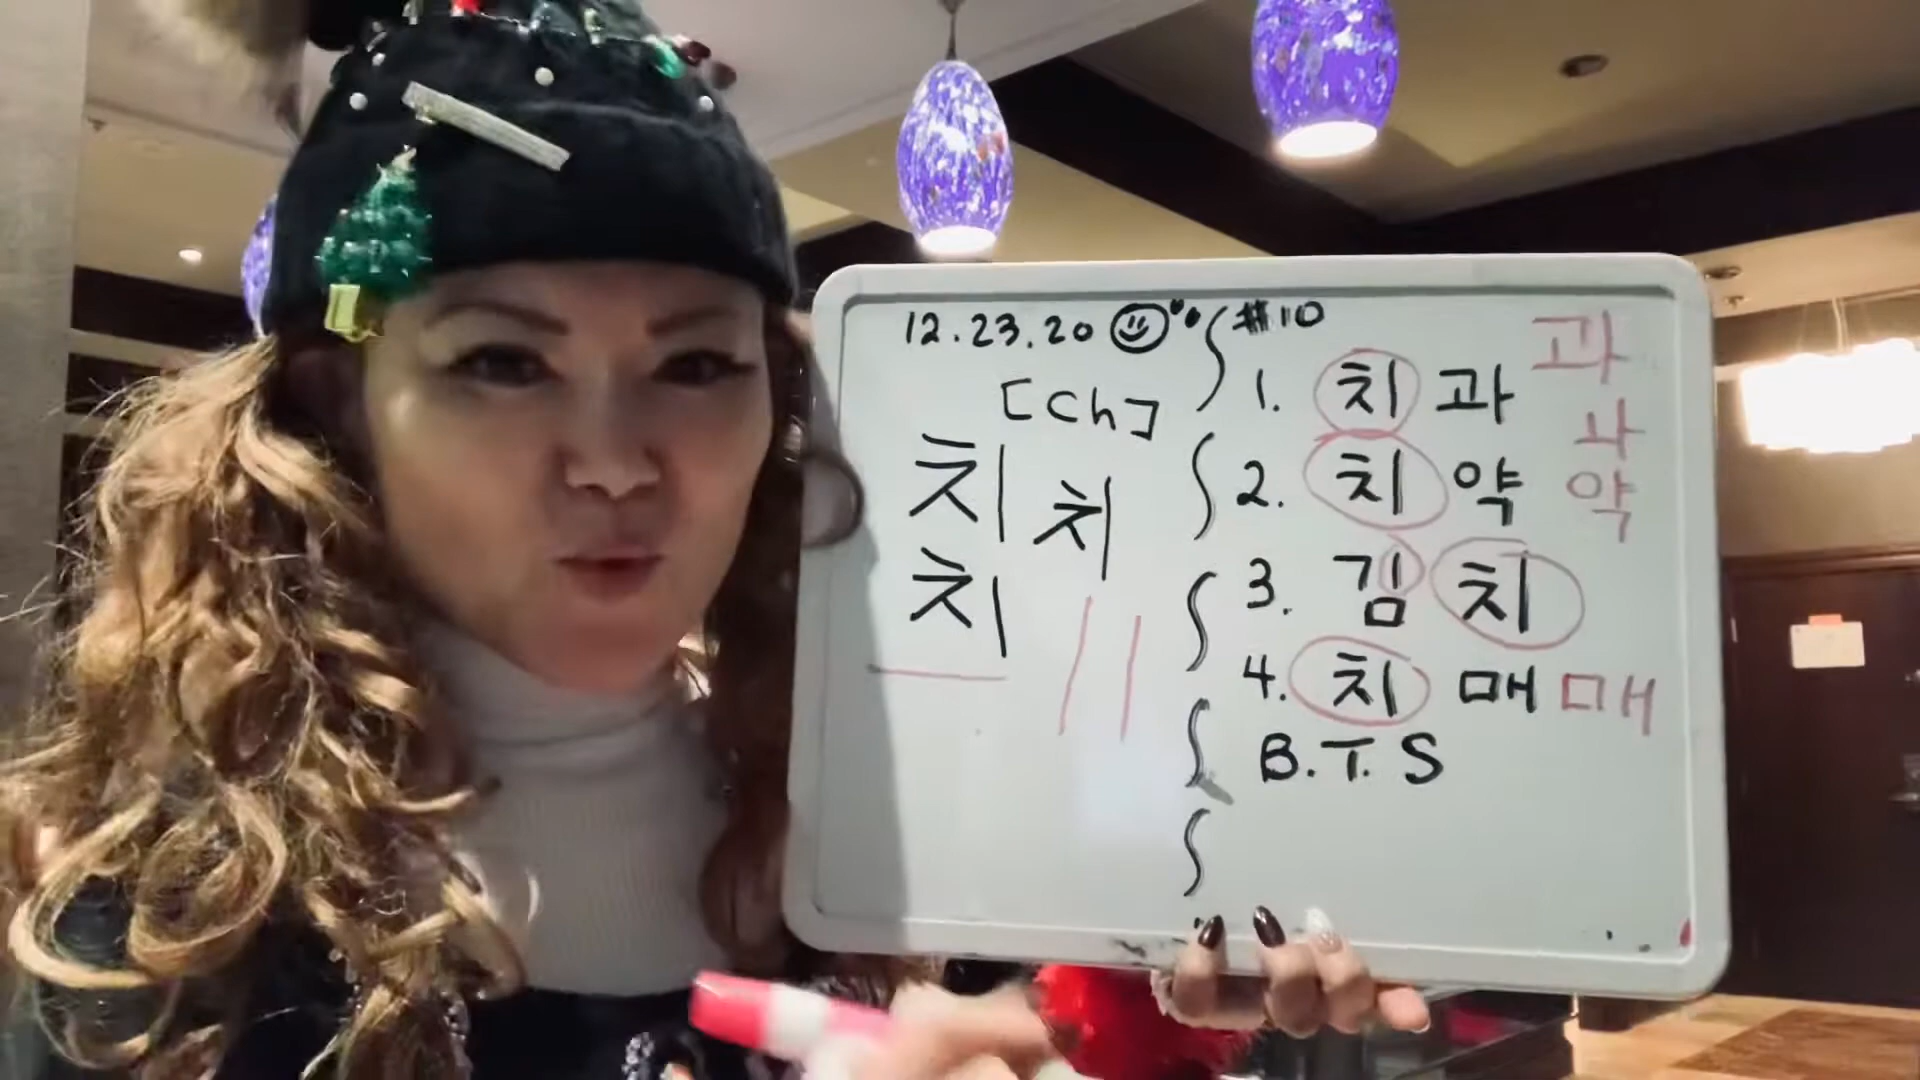 12.23.20
[ch]
치
치
치
#10
1. 치과 과
ㅘ
2. 치약 약
3. 김치
4. 치매 매
B.T.S